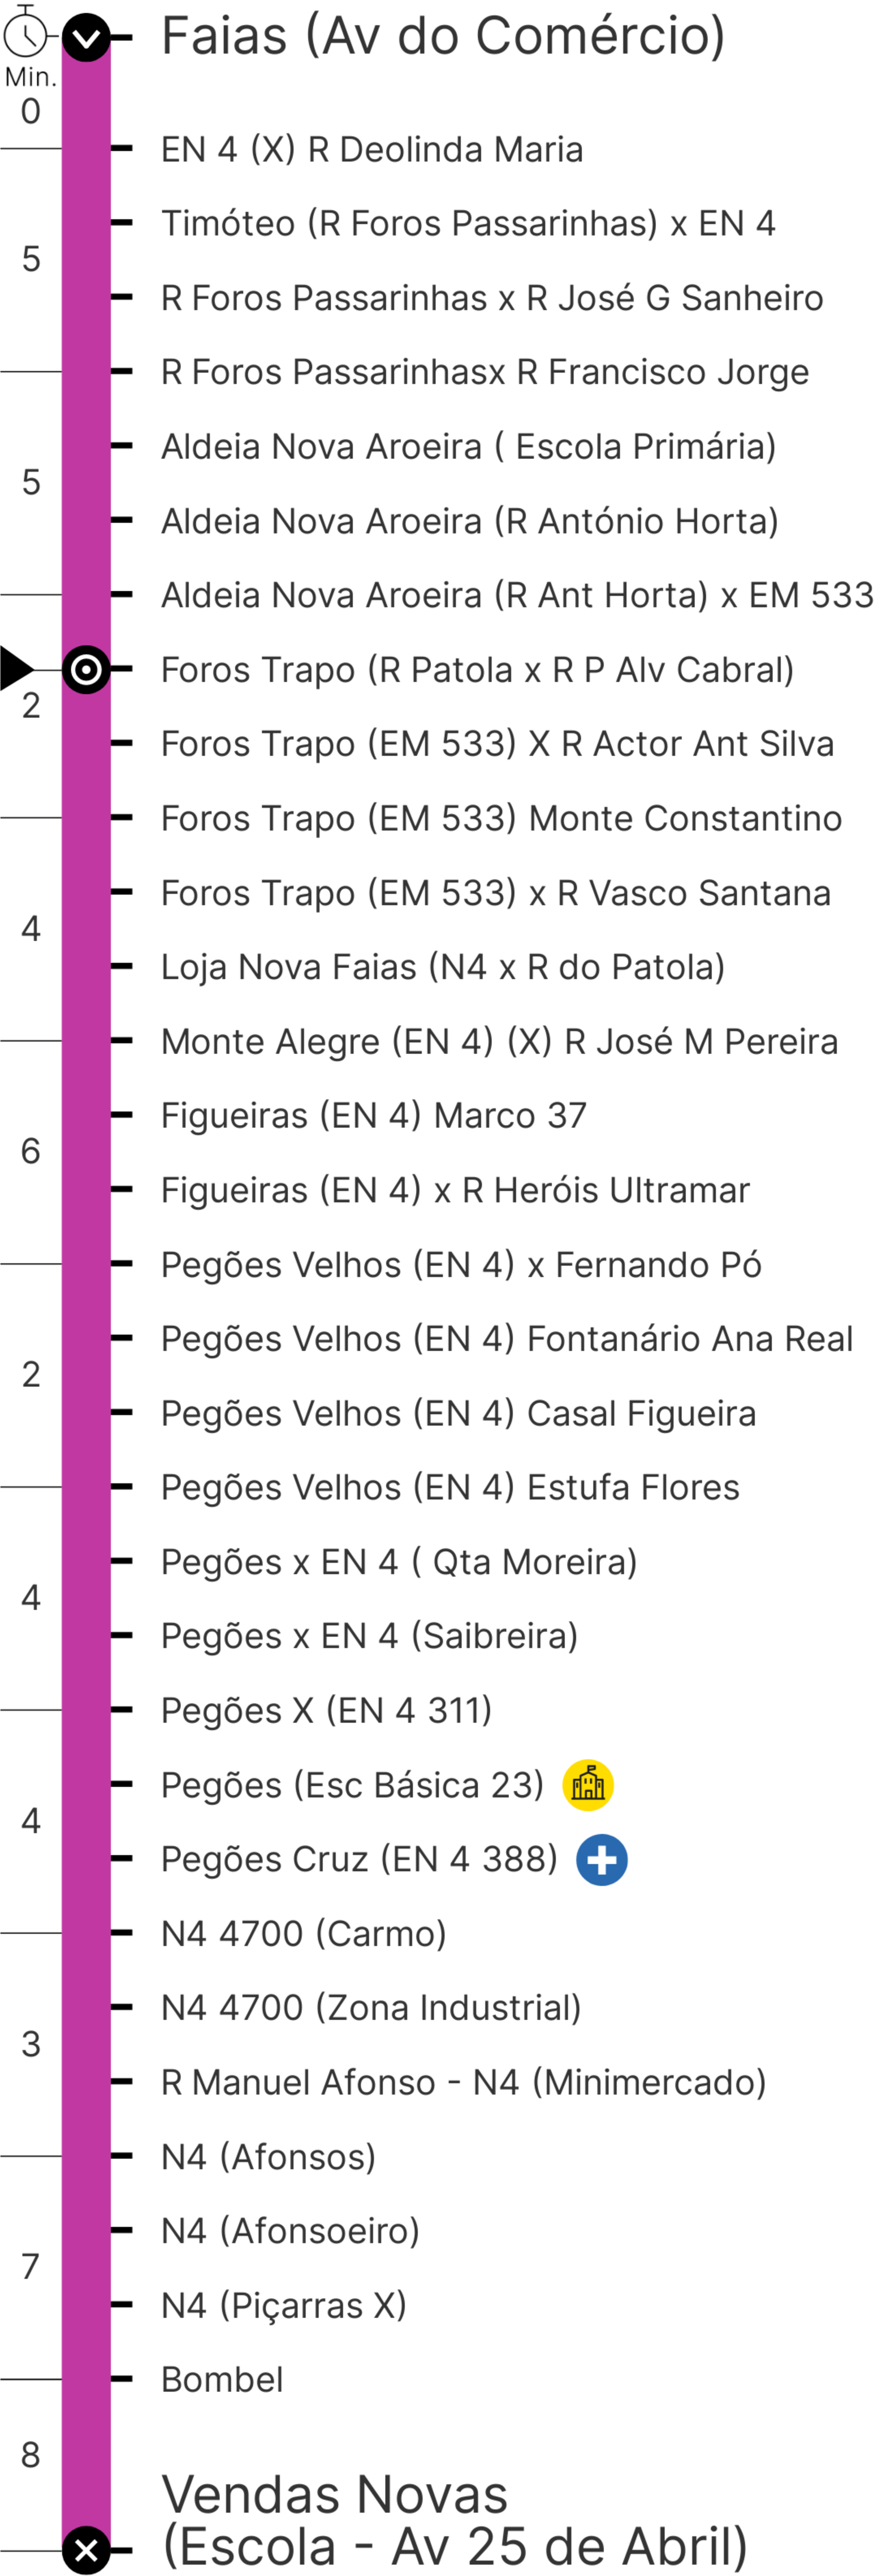 Faias (Av do Comércio)
Min.
0
EN 4 (X) R Deolinda Maria
Timóteo (R Foros Passarinhas) x EN 4
5
R Foros Passarinhas x R José G Sanheiro
R Foros Passarinhasx R Francisco Jorge
Aldeia Nova Aroeira ( Escola Primária)
5
Aldeia Nova Aroeira (R António Horta)
Aldeia Nova Aroeira (R Ant Horta) x EM 533
Foros Trapo (R Patola x R P Alv Cabral)
2
Foros Trapo (EM 533) X R Actor Ant Silva
Foros Trapo (EM 533) Monte Constantino
Foros Trapo (EM 533) x R Vasco Santana
4
Loja Nova Faias (N4 x R do Patola)
Monte Alegre (EN 4) (X) R José M Pereira
Figueiras (EN 4) Marco 37
6
Figueiras (EN 4) x R Heróis Ultramar
Pegões Velhos (EN 4) x Fernando Pó
Pegões Velhos (EN 4) Fontanário Ana Real
2
Pegões Velhos (EN 4) Casal Figueira
Pegões Velhos (EN 4) Estufa Flores
Pegões x EN 4 ( Qta Moreira)
4
Pegões x EN 4 (Saibreira)
Pegões X (EN 4 311)
Pegões (Esc Básica 23)
4
Pegões Cruz (EN 4 388)
N4 4700 (Carmo)
N4 4700 (Zona Industrial)
3
R Manuel Afonso - N4 (Minimercado)
N4 (Afonsos)
N4 (Afonsoeiro)
7
N4 (Piçarras X)
Bombel
8
Vendas Novas
(Escola - Av 25 de Abril)